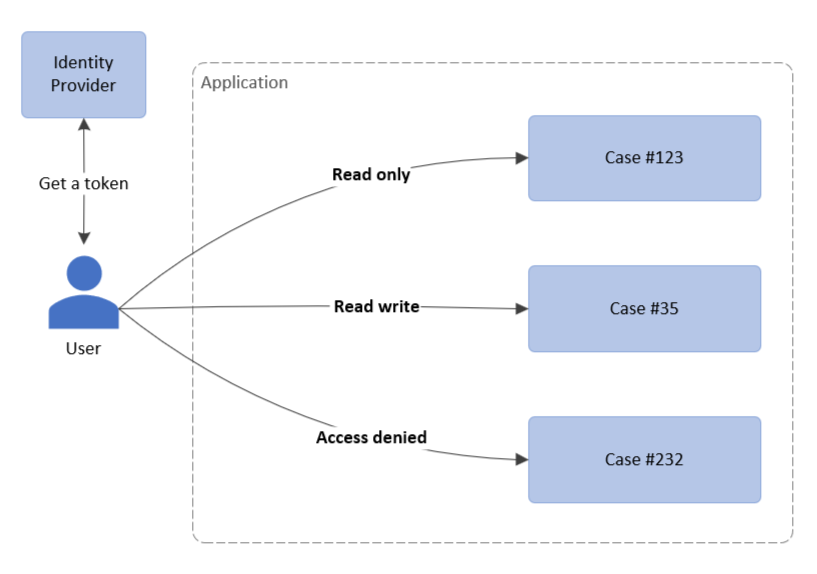 Identity
Provider
Application
Case #123
Read only
Get a token
Read write
Case #35
User
Access denied
Case #232